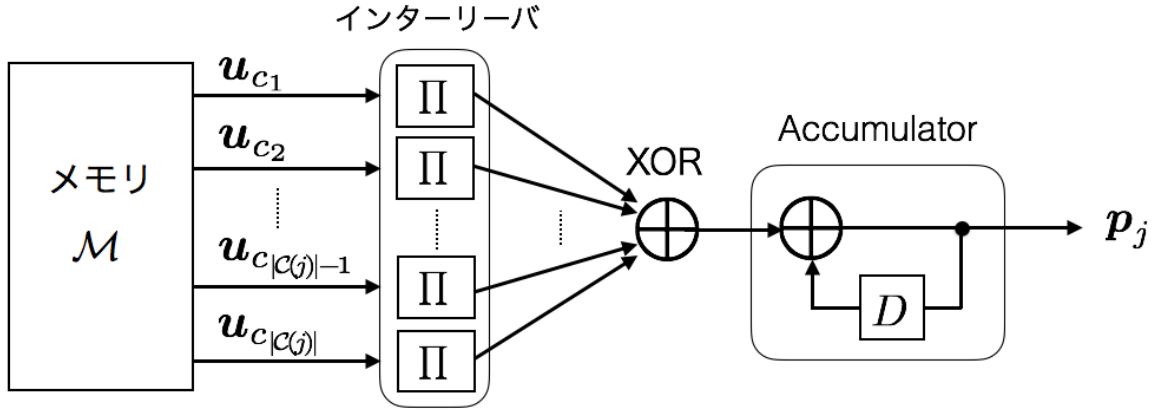 インターリーバ
u_{c_1}
Π
u_{c_2}
Π
Accumulator
XOR
メモリ
M
u_{c_{|C(j)|-1}}
Π
p_j
D
u_{c_{|C(j)|}}
Π